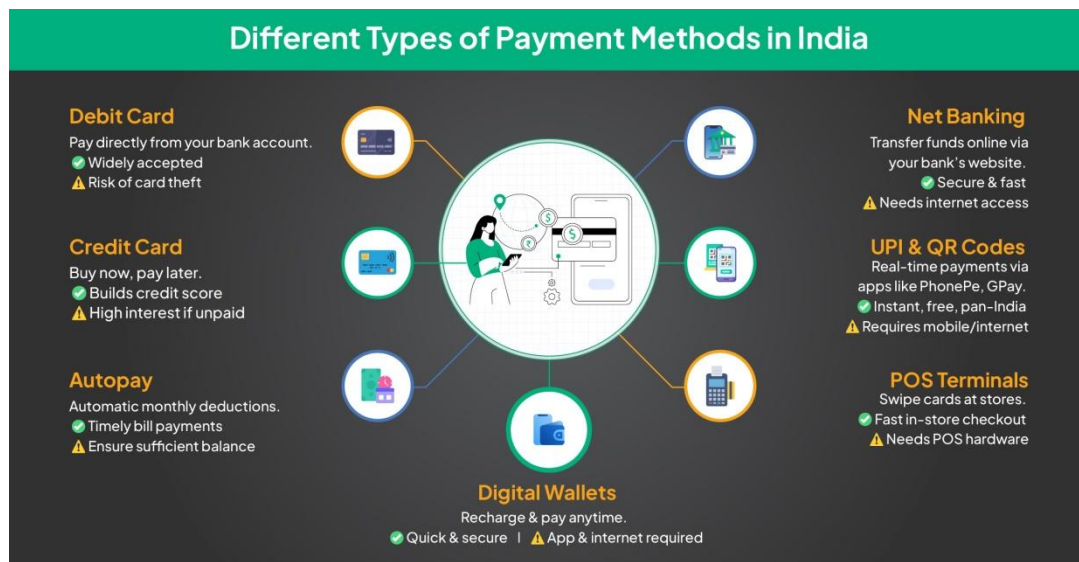 Different Types of Payment Methods in India
Debit Card
Pay directly from your bank account.
Widely accepted
Risk of card theft
Credit Card
Buy now, pay later.
Builds credit score
High interest if unpaid
Autopay
Automatic monthly deductions.
Timely bill payments
Ensure sufficient balance
Net Banking
Transfer funds online via
your bank's website.
Secure & fast
Needs internet access
UPI & QR Codes
Real-time payments via
apps like PhonePe, GPay.
Instant, free, pan-India
Requires mobile/internet
POS Terminals
Swipe cards at stores.
Fast in-store checkout
Needs POS hardware
Digital Wallets
Recharge & pay anytime.
Quick & secure | App & internet required
$
$
₹